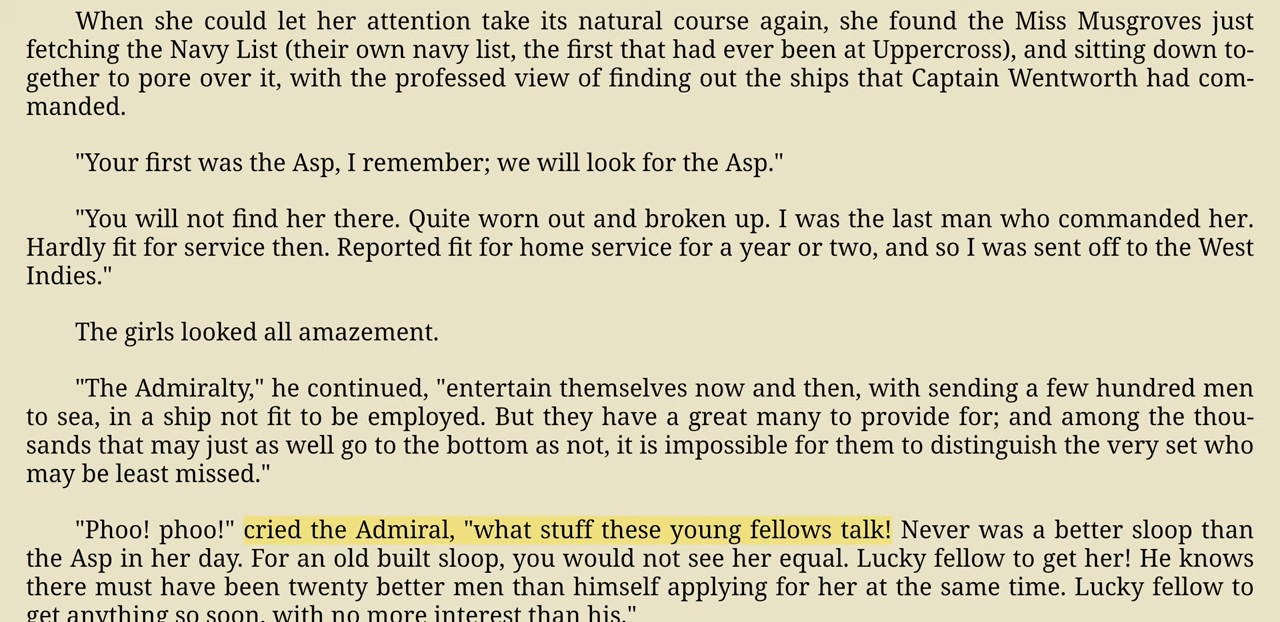 When she could let her attention take its natural course again, she found the Miss Musgroves just
fetching the Navy List (their own navy list, the first that had ever been at Uppercross), and sitting down to-
gether to pore over it, with the professed view of finding out the ships that Captain Wentworth had com-
manded.
"Your first was the Asp, I remember; we will look for the Asp."
"You will not find her there. Quite worn out and broken up. I was the last man who commanded her.
Hardly fit for service then. Reported fit for home service for a year or two, and so I was sent off to the West
Indies."
The girls looked all amazement.
"The Admiralty," he continued, "entertain themselves now and then, with sending a few hundred men
to sea, in a ship not fit to be employed. But they have a great many to provide for; and among the thou-
sands that may just as well go to the bottom as not, it is impossible for them to distinguish the very set who
may be least missed."
"Phoo! phoo!" cried the Admiral, "what stuff these young fellows talk! Never was a better sloop than
the Asp in her day. For an old built sloop, you would not see her equal. Lucky fellow to get her! He knows
there must have been twenty better men than himself applying for her at the same time. Lucky fellow to
get anything so soon, with no more interest than his."